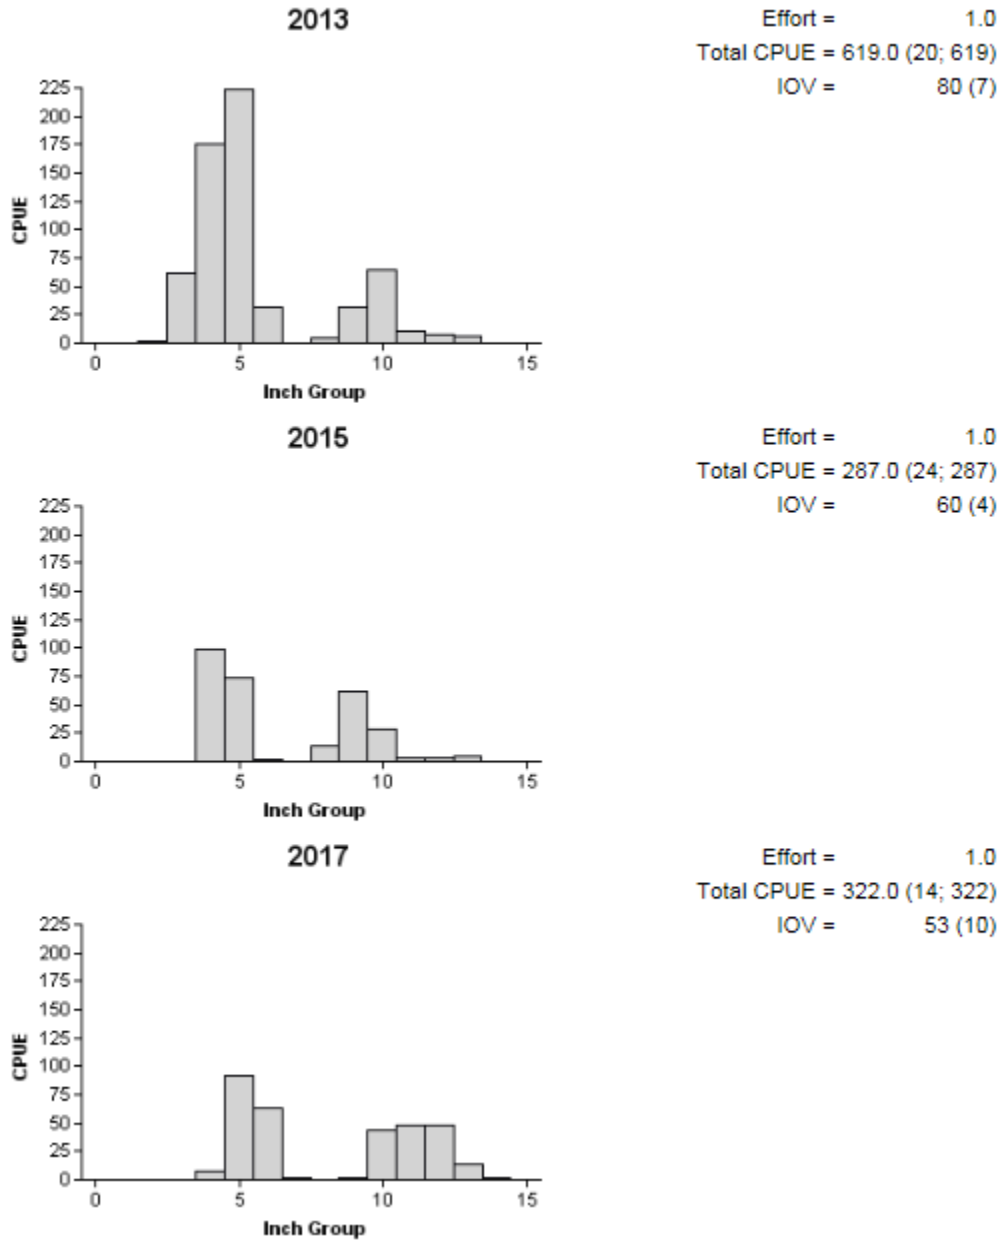 2013
Effort = 1.0
Total CPUE = 619.0 (20; 619)
IOV = 80 (7)
225
200
175
150
125
100
75
50
25
0
CPUE
0 5 10 15
Inch Group
2015
Effort = 1.0
Total CPUE = 287.0 (24; 287)
IOV = 60 (4)
225
200
175
150
125
100
75
50
25
0
CPUE
0 5 10 15
Inch Group
2017
Effort = 1.0
Total CPUE = 322.0 (14; 322)
IOV = 53 (10)
225
200
175
150
125
100
75
50
25
0
CPUE
0 5 10 15
Inch Group